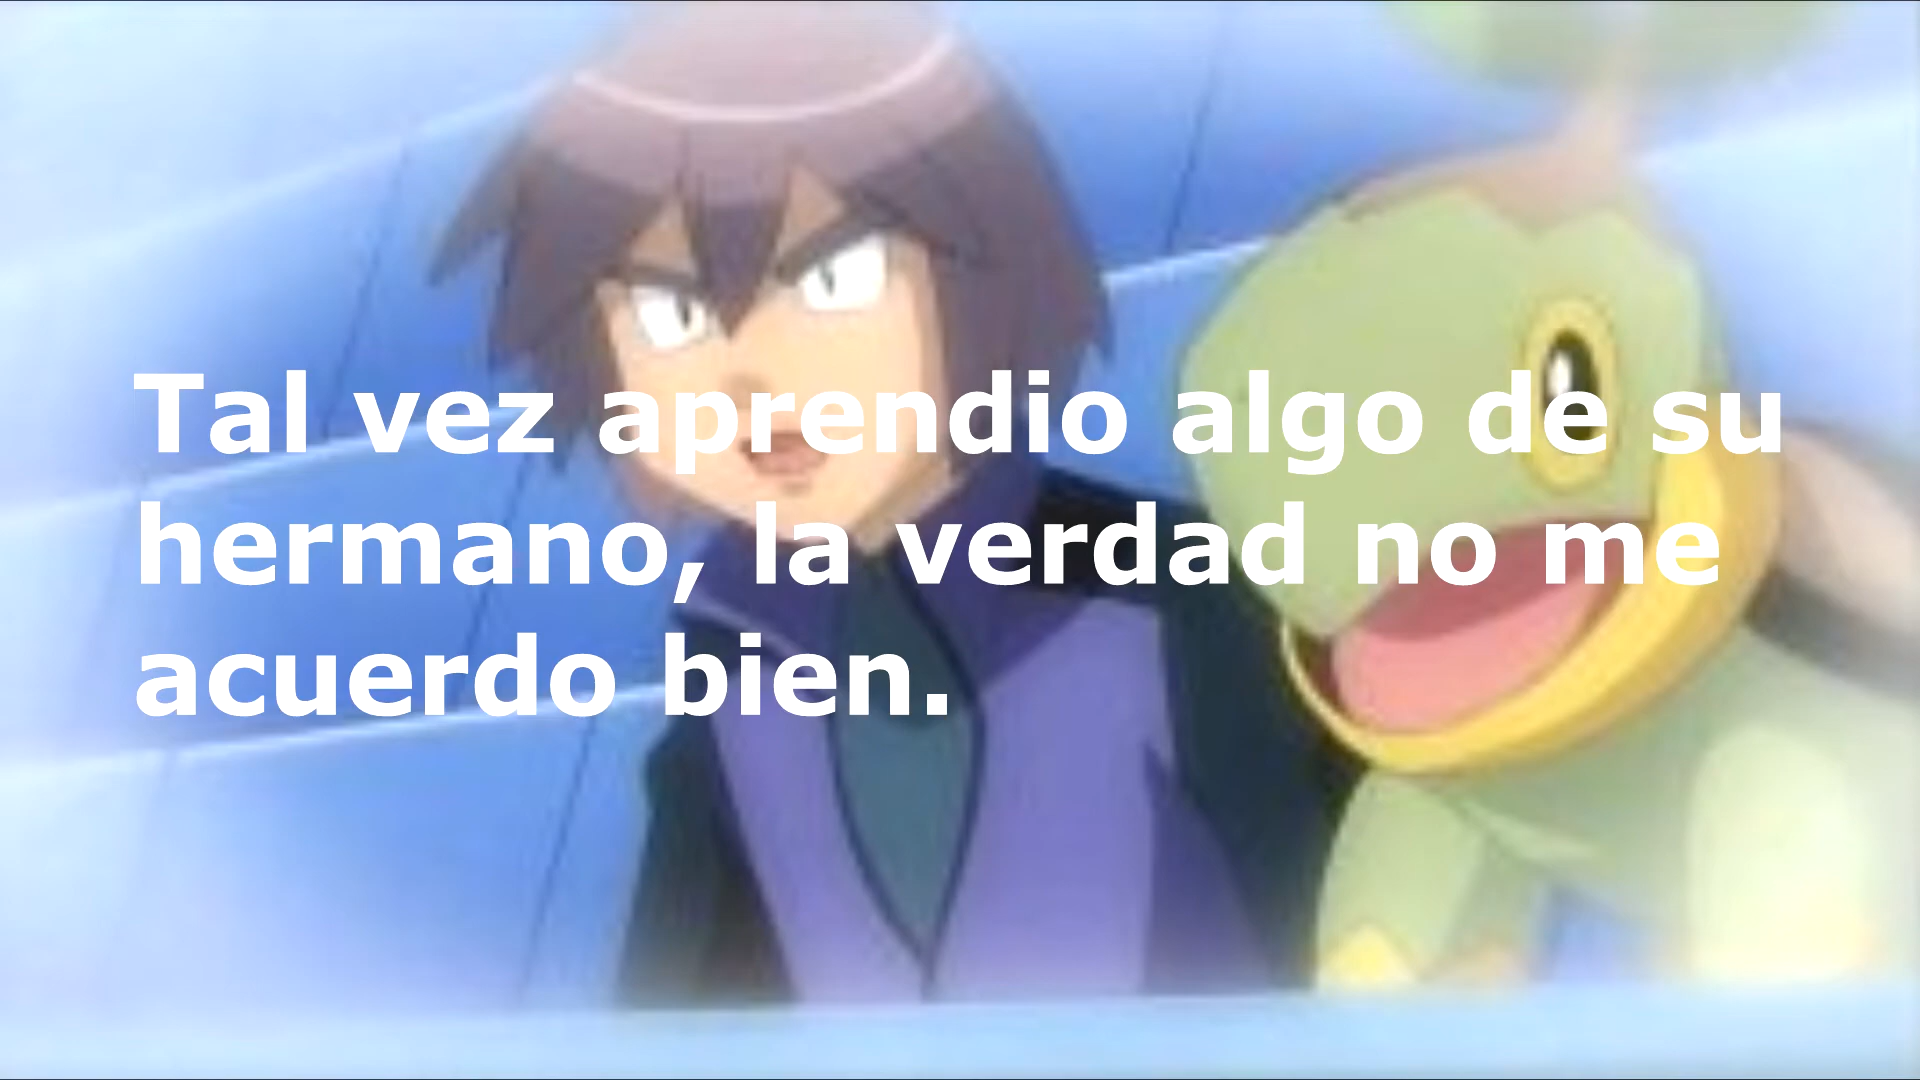 Tal vez aprendio algo de su
hermano, la verdad no me
acuerdo bien.